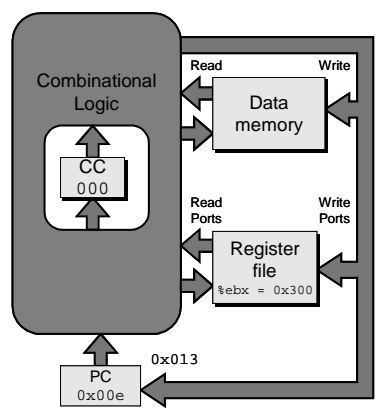 Combinational
Logic
CC
000
Read
Write
Data
memory
Read
Ports
Write
Ports
Register
file
%ebx = 0x300
0x013
PC
0x00e